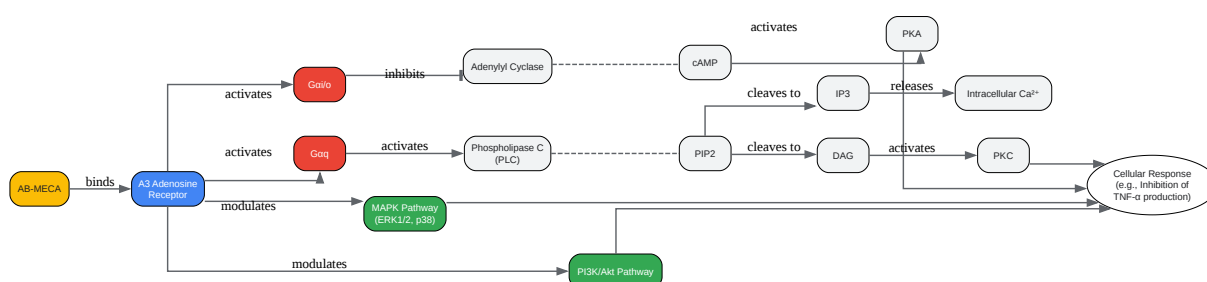 activates
PKA
Adenylyl Cyclase
cAMP
inhibits
Gαi/o
activates
cleaves to
IP3
releases
Intracellular Ca²⁺
activates
Gαq
activates
Phospholipase C
(PLC)
PIP2
cleaves to
DAG
activates
PKC
AB-MECA
binds
A3 Adenosine
Receptor
Cellular Response
(e.g., Inhibition of
TNF-α production)
modulates
MAPK Pathway
(ERK1/2, p38)
modulates
PI3K/Akt Pathway